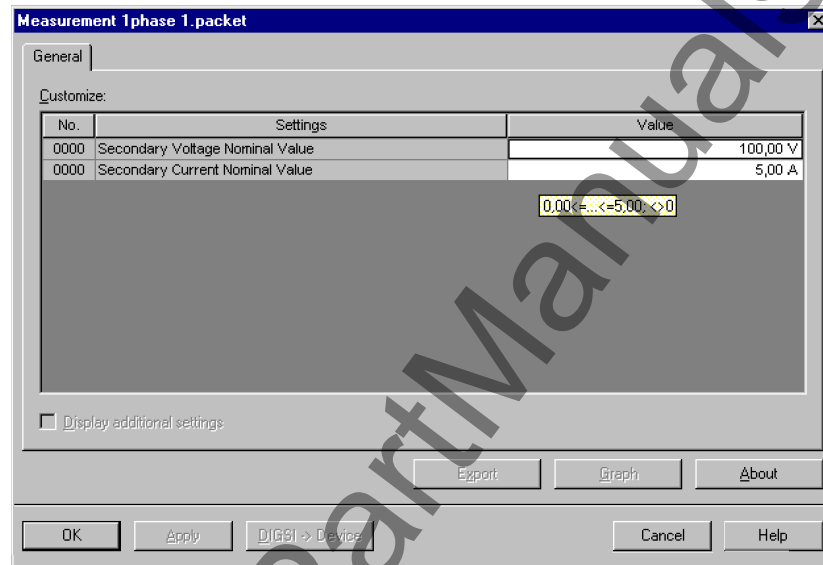 Measurement 1phase 1.packet
General
Customize:
No. Settings Value
0000 Secondary Voltage Nominal Value 100,00 V
0000 Secondary Current Nominal Value 5,00 A
0,00<=...<=5,00; <>0
Display additional settings
Export Graph About
OK Apply DIGSI -> Device Cancel Help
PartManuals